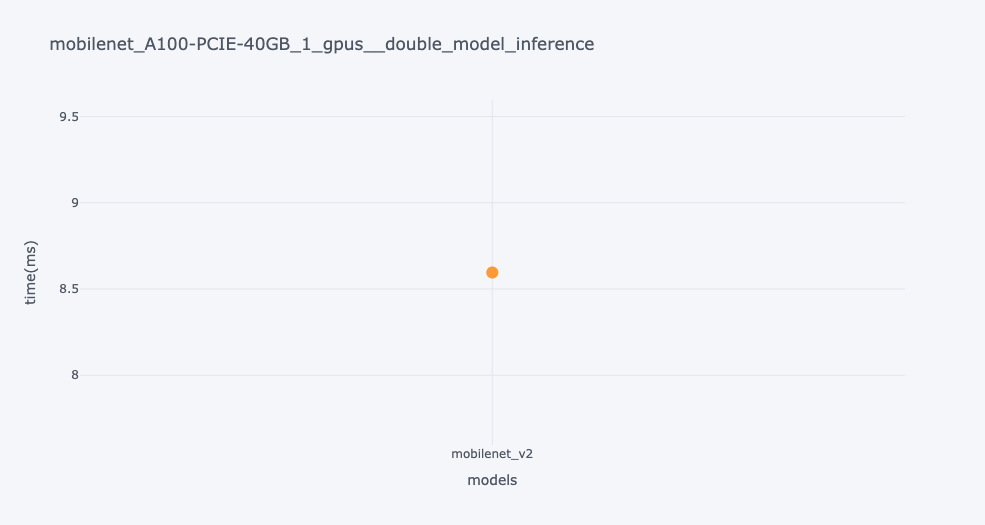 mobilenet_A100-PCIE-40GB_1_gpus__double_model_inference
9.5
9
8.5
8
time(ms)
mobilenet_v2
models